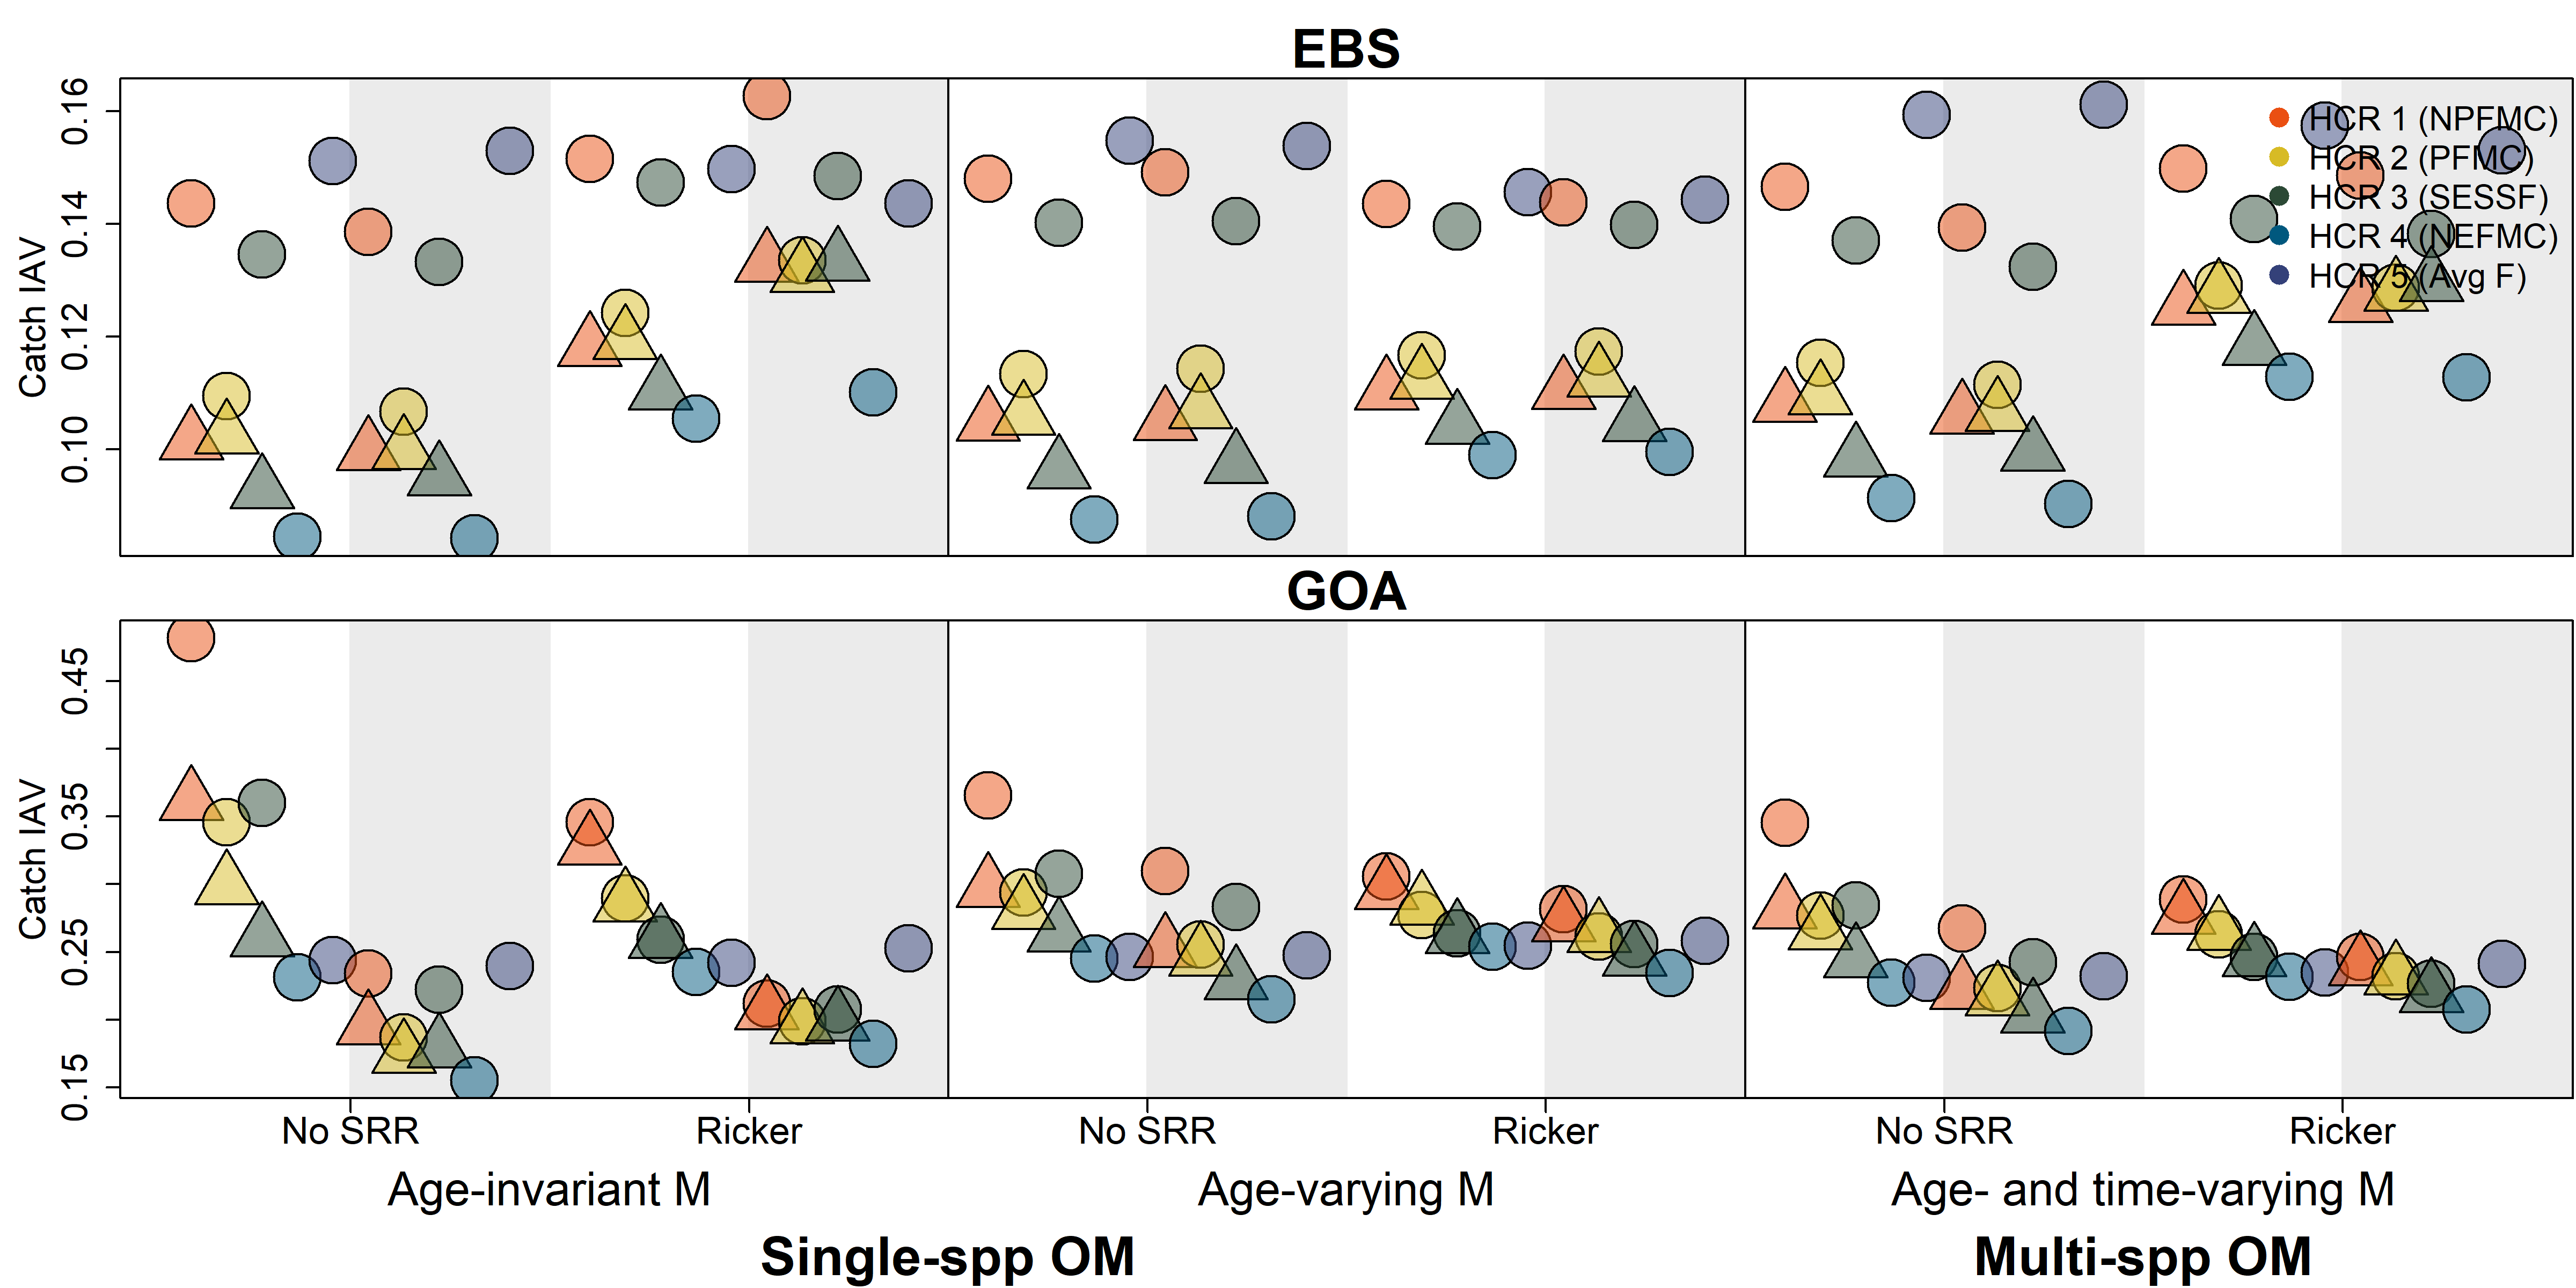 EBS
Catch IAV
0.16
0.14
0.12
0.10
HCR 1 (NPFMC)
HCR 2 (PFMC)
HCR 3 (SESSF)
HCR 4 (NEFMC)
HCR 5 (Avg F)
GOA
Catch IAV
0.45
0.35
0.25
0.15
No SRR Ricker No SRR Ricker No SRR Ricker
Age-invariant M Age-varying M Age- and time-varying M
Single-spp OM Multi-spp OM